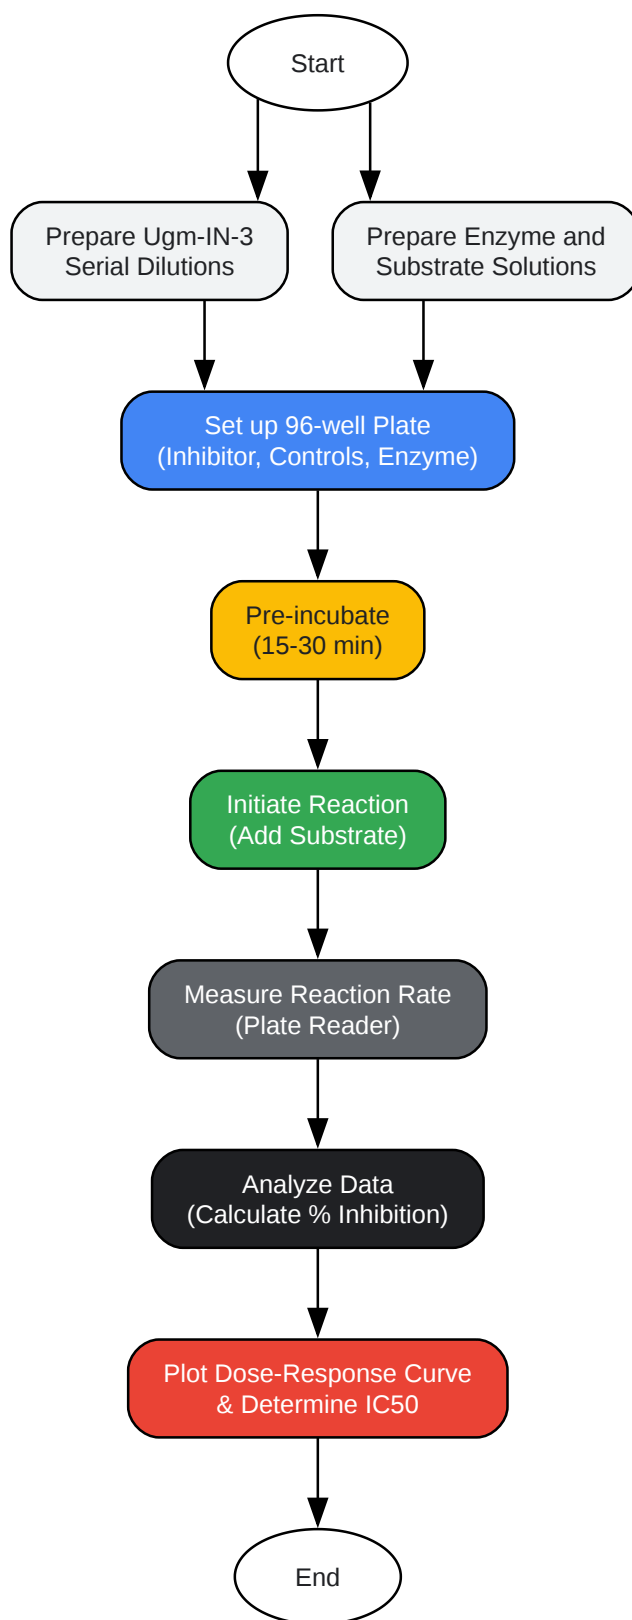 Start
Prepare Ugm-IN-3
Serial Dilutions
Prepare Enzyme and
Substrate Solutions
Set up 96-well Plate
(Inhibitor, Controls, Enzyme)
Pre-incubate
(15-30 min)
Initiate Reaction
(Add Substrate)
Measure Reaction Rate
(Plate Reader)
Analyze Data
(Calculate % Inhibition)
Plot Dose-Response Curve
& Determine IC50
End